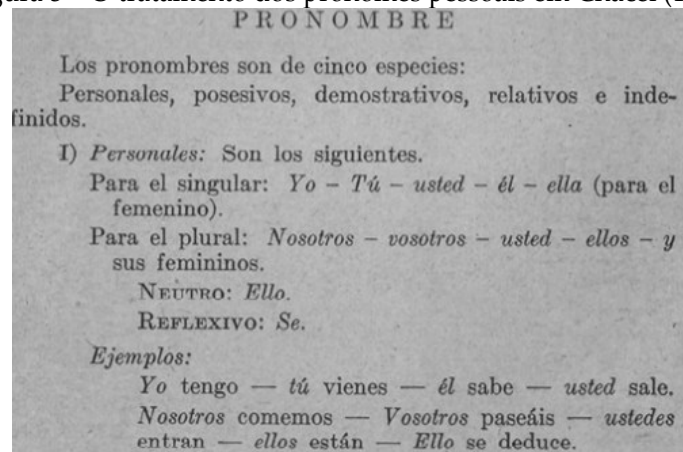 PRONOMBRE
Los pronombres son de cinco especies:
Personales, posesivos, demostrativos, relativos e inde-
finidos.
I) Personales: Son los siguientes.
Para el singular: Yo – Tú – usted – él – ella (para el
femenino).
Para el plural: Nosotros – vosotros – usted – ellos – y
sus femininos.
NEUTRO: Ello.
REFLEXIVO: Se.
Ejemplos:
Yo tengo — tú vienes — él sabe — usted sale.
Nosotros comemos — Vosotros paseáis — ustedes
entran — ellos están — Ello se deduce.